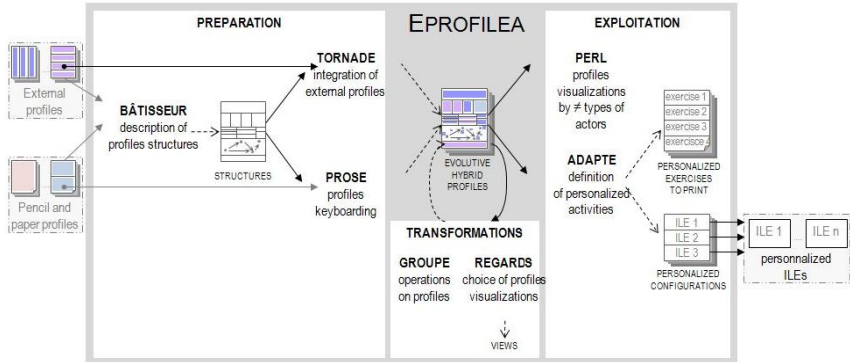 PREPARATION
EPROFILEA
EXPLOITATION
External
profiles
Pencil and
paper profiles
BÂTISSEUR
description of
profiles structures
STRUCTURES
TORNADE
integration of
external profiles
PROSE
profiles
keyboarding
EVOLUTIVE
HYBRID
PROFILES
TRANSFORMATIONS
GROUPE
operations
on profiles
REGARDS
choice of profiles
visualizations
VIEWS
PERL
profiles
visualizations
by ≠ types of
actors
ADAPTE
definition
of personalized
activities
exercise 1
exercise 2
exercise 3
exercisce 4
PERSONALIZED
EXERCISES
TO PRINT
ILE 1
ILE 2
ILE 3
PERSONALIZED
CONFIGURATIONS
ILE 1 ... ILE n
personnalized
ILEs